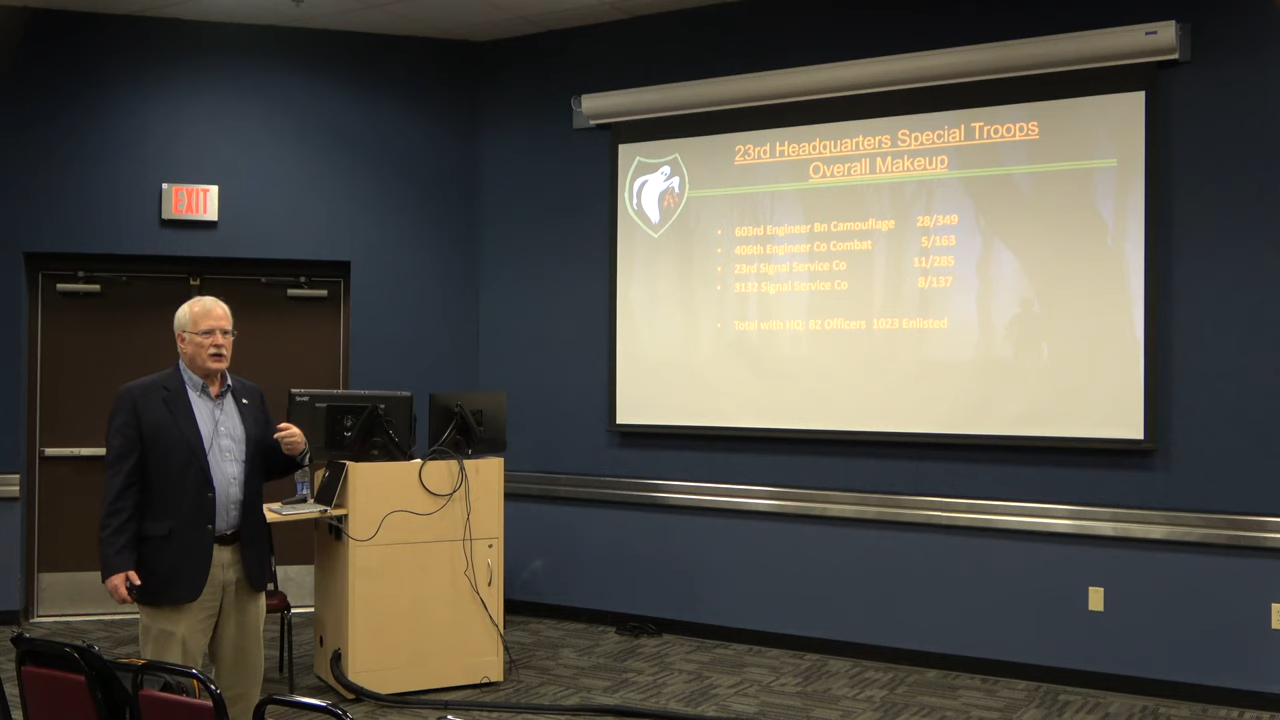 23rd Headquarters Special Troops
Overall Makeup
• 603rd Engineer Bn Camouflage 28/349
• 406th Engineer Co Combat 5/163
• 23rd Signal Service Co 11/285
• 3132 Signal Service Co 8/137
• Total with HQ: 82 Officers 1023 Enlisted
EXIT
SMART